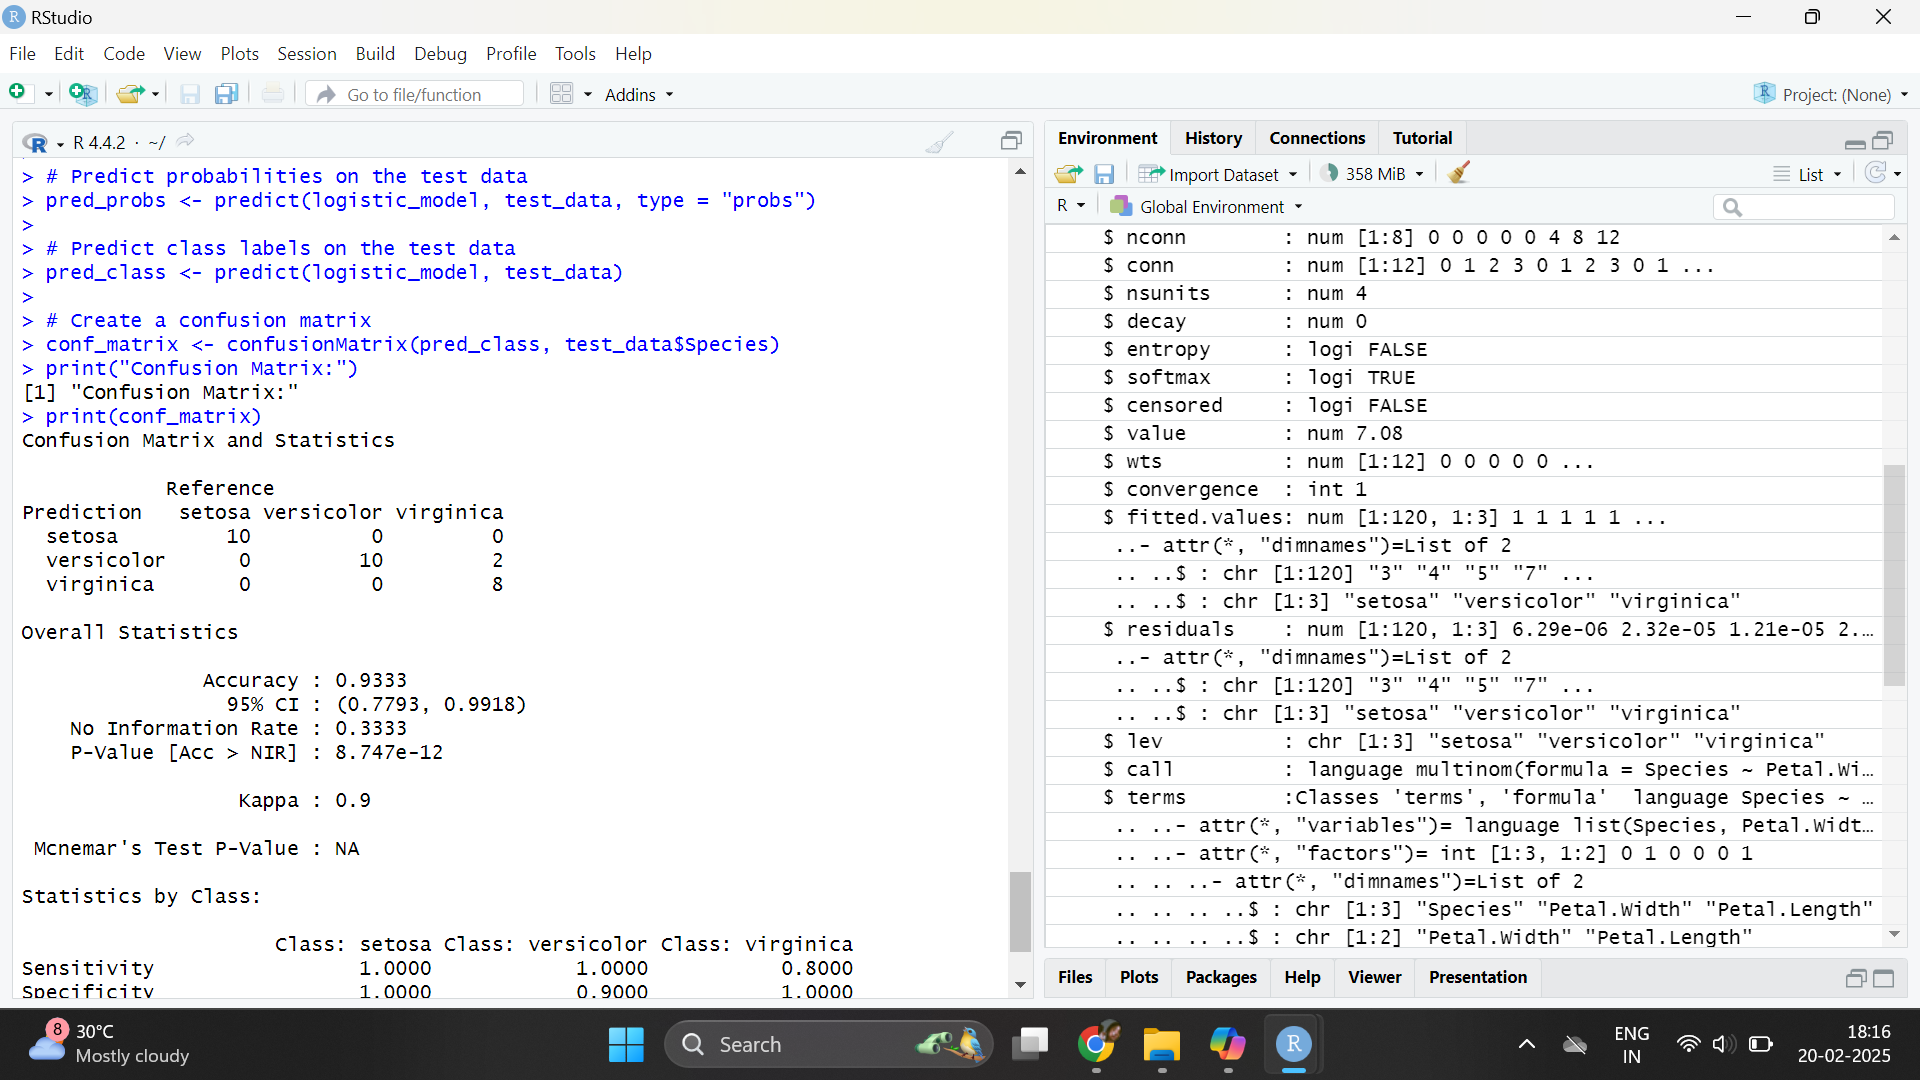 RStudio
File Edit Code View Plots Session Build Debug Profile Tools Help
Go to file/function Addins Project: (None)
R 4.4.2 · ~/
> # Predict probabilities on the test data
> pred_probs <- predict(logistic_model, test_data, type = "probs")
>
> # Predict class labels on the test data
> pred_class <- predict(logistic_model, test_data)
>
> # Create a confusion matrix
> conf_matrix <- confusionMatrix(pred_class, test_data$Species)
> print("Confusion Matrix:")
[1] "Confusion Matrix:"
> print(conf_matrix)
Confusion Matrix and Statistics
Reference
Prediction setosa versicolor virginica
setosa 10 0 0
versicolor 0 10 2
virginica 0 0 8
Overall Statistics
Accuracy : 0.9333
95% CI : (0.7793, 0.9918)
No Information Rate : 0.3333
P-Value [Acc > NIR] : 8.747e-12
Kappa : 0.9
Mcnemar's Test P-Value : NA
Statistics by Class:
Class: setosa Class: versicolor Class: virginica
Sensitivity 1.0000 1.0000 0.8000
Specificity 1.0000 0.9000 1.0000
Environment History Connections Tutorial
Import Dataset 358 MiB List
R Global Environment
$ nconn : num [1:8] 0 0 0 0 0 4 8 12
$ conn : num [1:12] 0 1 2 3 0 1 2 3 0 1 ...
$ nsunits : num 4
$ decay : num 0
$ entropy : logi FALSE
$ softmax : logi TRUE
$ censored : logi FALSE
$ value : num 7.08
$ wts : num [1:12] 0 0 0 0 0 ...
$ convergence : int 1
$ fitted.values: num [1:120, 1:3] 1 1 1 1 1 ...
..- attr(*, "dimnames")=List of 2
.. ..$ : chr [1:120] "3" "4" "5" "7" ...
.. ..$ : chr [1:3] "setosa" "versicolor" "virginica"
$ residuals : num [1:120, 1:3] 6.29e-06 2.32e-05 1.21e-05 2.…
..- attr(*, "dimnames")=List of 2
.. ..$ : chr [1:120] "3" "4" "5" "7" ...
.. ..$ : chr [1:3] "setosa" "versicolor" "virginica"
$ lev : chr [1:3] "setosa" "versicolor" "virginica"
$ call : language multinom(formula = Species ~ Petal.Wi…
$ terms :Classes 'terms', 'formula' language Species ~ …
.. ..- attr(*, "variables")= language list(Species, Petal.Widt…
.. ..- attr(*, "factors")= int [1:3, 1:2] 0 1 0 0 0 1
.. .. ..- attr(*, "dimnames")=List of 2
.. .. .. ..$ : chr [1:3] "Species" "Petal.Width" "Petal.Length"
.. .. .. ..$ : chr [1:2] "Petal.Width" "Petal.Length"
Files Plots Packages Help Viewer Presentation
8 30°C
Mostly cloudy
Search
ENG
IN
18:16
20-02-2025